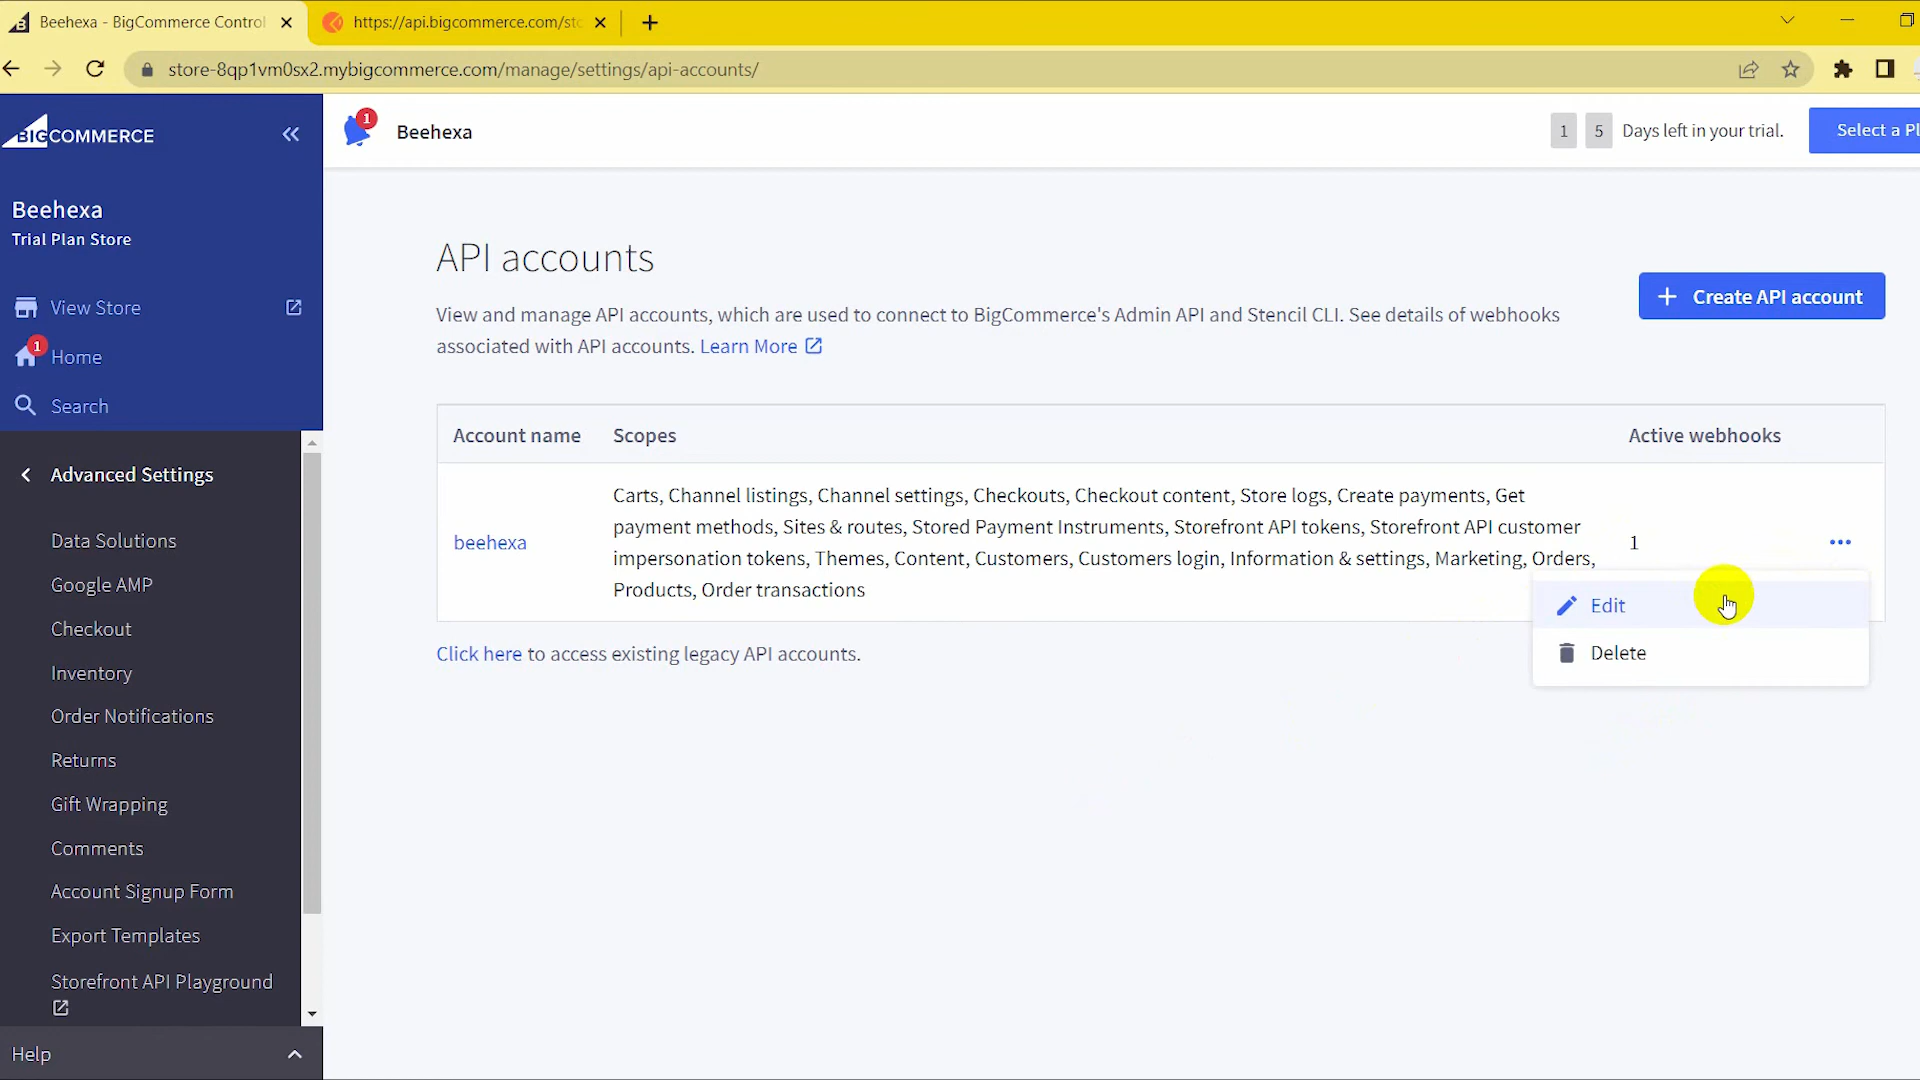 Beehexa - BigCommerce Control
https://api.bigcommerce.com/sto
store-8qp1vm0sx2.mybigcommerce.com/manage/settings/api-accounts/
BIGCOMMERCE
1
Beehexa
1 5 Days left in your trial.
Select a Pl
Beehexa
Trial Plan Store
View Store
1
Home
Search
Advanced Settings
Data Solutions
Google AMP
Checkout
Inventory
Order Notifications
Returns
Gift Wrapping
Comments
Account Signup Form
Export Templates
Storefront API Playground
Help
API accounts
Create API account
View and manage API accounts, which are used to connect to BigCommerce's Admin API and Stencil CLI. See details of webhooks
associated with API accounts. Learn More
Account name Scopes Active webhooks
beehexa
Carts, Channel listings, Channel settings, Checkouts, Checkout content, Store logs, Create payments, Get
payment methods, Sites & routes, Stored Payment Instruments, Storefront API tokens, Storefront API customer
impersonation tokens, Themes, Content, Customers, Customers login, Information & settings, Marketing, Orders,
Products, Order transactions
1
Edit
Delete
Click here to access existing legacy API accounts.